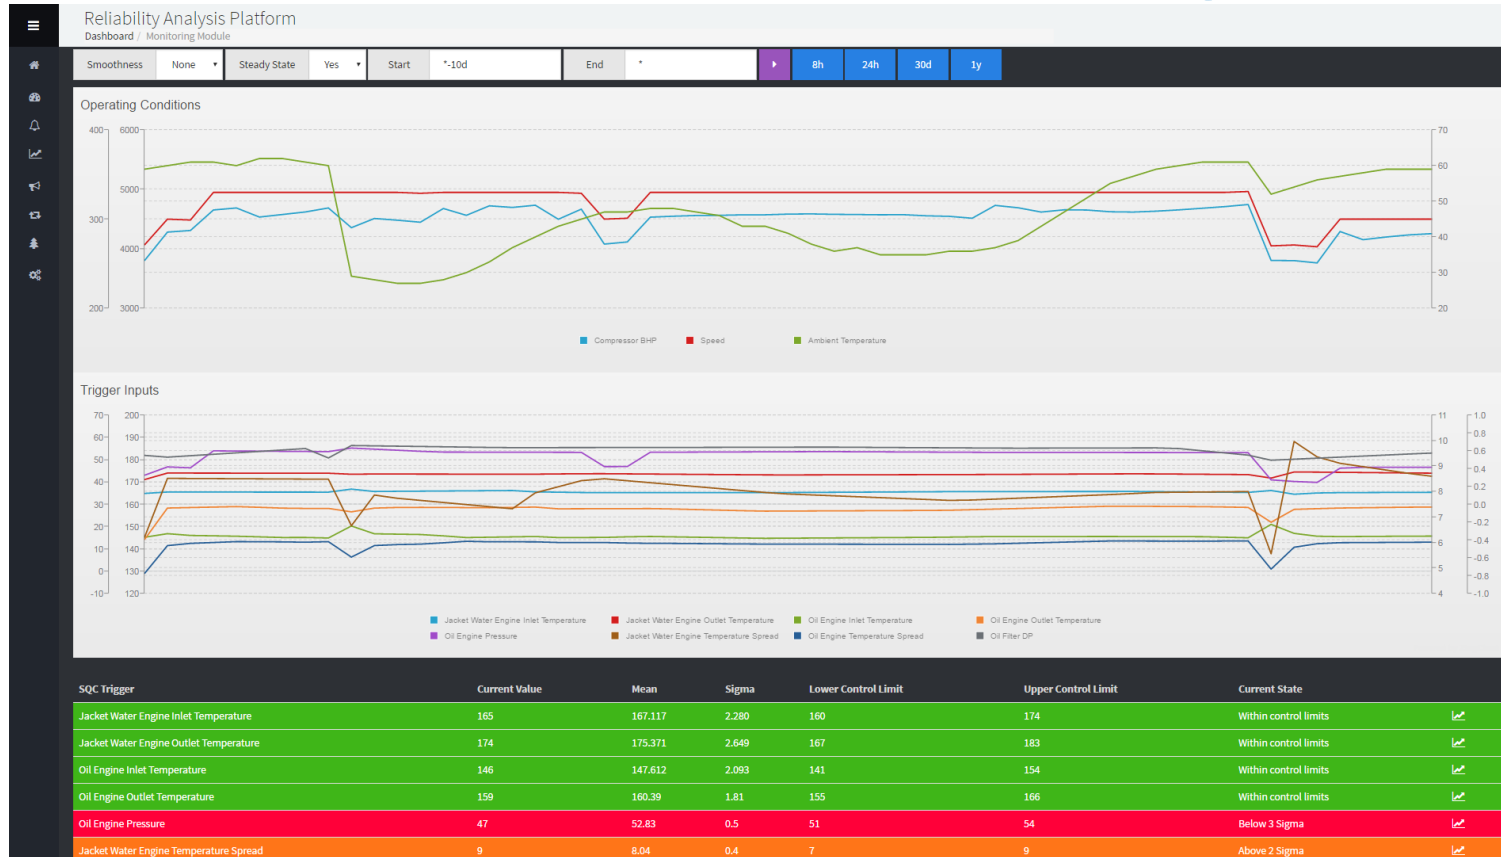 Reliability Analysis Platform
Dashboard / Monitoring Module
Smoothness None Steady State Yes Start *-10d End * 8h 24h 30d 1y
Operating Conditions
400 6000 70
60
5000
50
300
40
4000
30
200 3000 20
Compressor BHP Speed Ambient Temperature
Trigger Inputs
70 200 11 1.0
0.8
60 190 10
0.6
50 180 9 0.4
40 170 0.2
8
30 160 0.0
7
20 150 -0.2
10 140 6 -0.4
-0.6
0 130 5
-0.8
-10 120 4 -1.0
Jacket Water Engine Inlet Temperature Jacket Water Engine Outlet Temperature Oil Engine Inlet Temperature Oil Engine Outlet Temperature
Oil Engine Pressure Jacket Water Engine Temperature Spread Oil Engine Temperature Spread Oil Filter DP
SQC Trigger Current Value Mean Sigma Lower Control Limit Upper Control Limit Current State
Jacket Water Engine Inlet Temperature 165 167.117 2.280 160 174 Within control limits
Jacket Water Engine Outlet Temperature 174 175.371 2.649 167 183 Within control limits
Oil Engine Inlet Temperature 146 147.612 2.093 141 154 Within control limits
Oil Engine Outlet Temperature 159 160.39 1.81 155 166 Within control limits
Oil Engine Pressure 47 52.83 0.5 51 54 Below 3 Sigma
Jacket Water Engine Temperature Spread 9 8.04 0.4 7 9 Above 2 Sigma